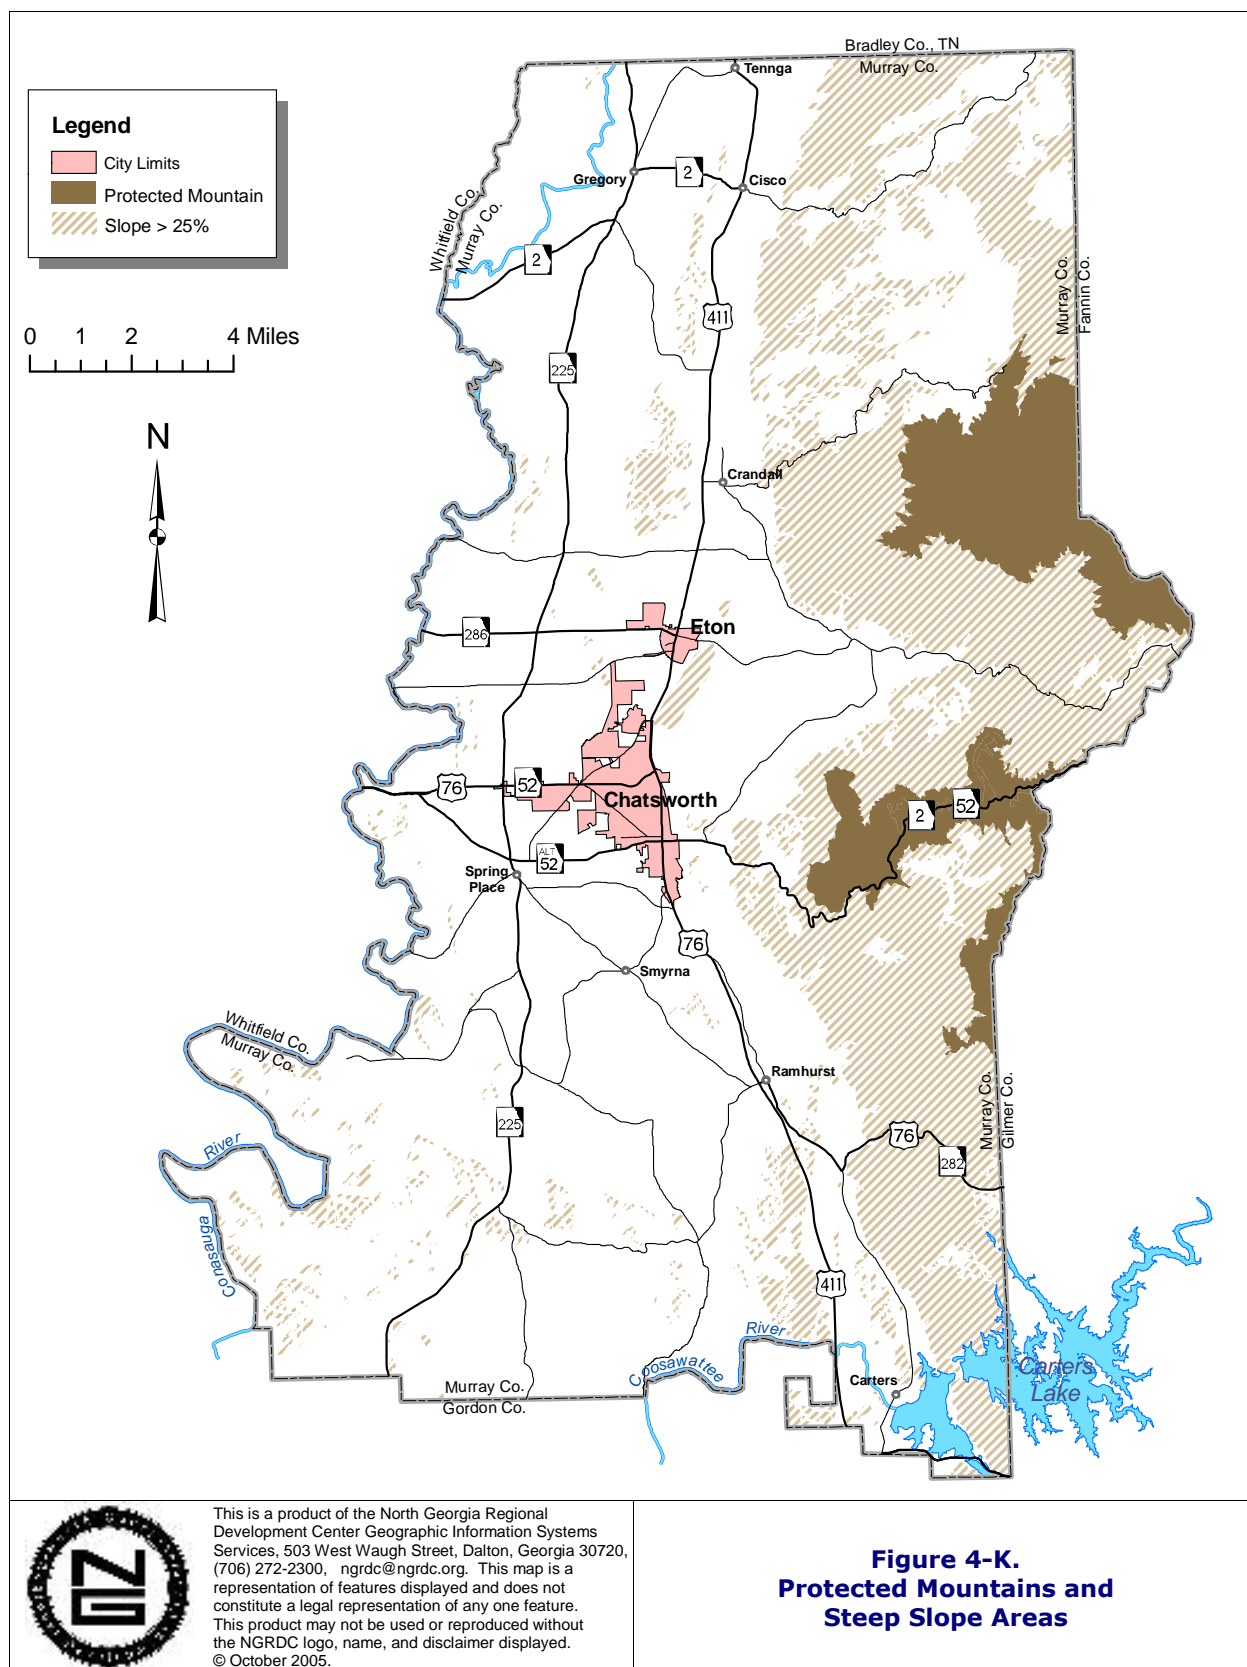 Bradley Co., TN
Murray Co.
Tennga
Legend
City Limits
Protected Mountain
Slope > 25%
Gregory
2
Cisco
Whitfield Co.
Murray Co.
2
Murray Co.
Fannin Co.
411
0 1 2 4 Miles
225
N
Crandall
286
Eton
76
52
Chatsworth
2
52
ALT
52
Spring
Place
76
Smyrna
Whitfield Co.
Murray Co.
Ramhurst
Murray Co.
Gilmer Co.
225
76
282
River
Conasauga
411
River
Coosawattee
Carters
Carters
Lake
Murray Co.
Gordon Co.
NG
This is a product of the North Georgia Regional
Development Center Geographic Information Systems
Services, 503 West Waugh Street, Dalton, Georgia 30720,
(706) 272-2300, ngrdc@ngrdc.org. This map is a
representation of features displayed and does not
constitute a legal representation of any one feature.
This product may not be used or reproduced without
the NGRDC logo, name, and disclaimer displayed.
© October 2005.
Figure 4-K.
Protected Mountains and
Steep Slope Areas